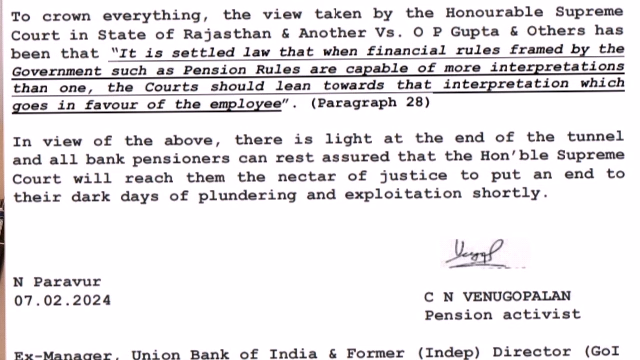 To crown everything, the view taken by the Honourable Supreme
Court in State of Rajasthan & Another Vs. O P Gupta & Others has
been that "It is settled law that when financial rules framed by the
Government such as Pension Rules are capable of more interpretations
than one, the Courts should lean towards that interpretation which
goes in favour of the employee". (Paragraph 28)
In view of the above, there is light at the end of the tunnel
and all bank pensioners can rest assured that the Hon'ble Supreme
Court will reach them the nectar of justice to put an end to
their dark days of plundering and exploitation shortly.
N Paravur
07.02.2024
C N VENUGOPALAN
Pension activist
Ex-Manager, Union Bank of India & Former (Indep) Director (GoI